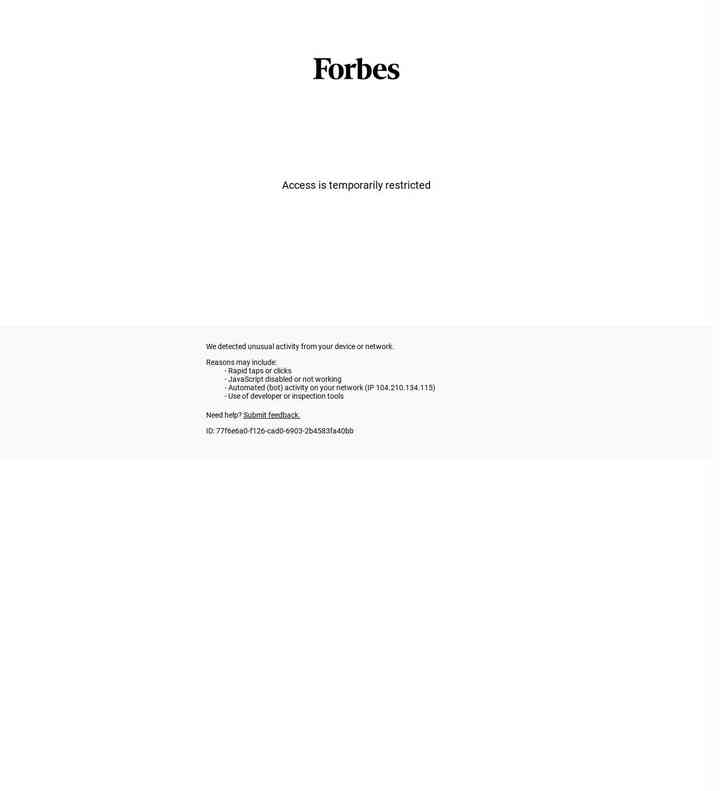 Forbes
Access is temporarily restricted
We detected unusual activity from your device or network.
Reasons may include:
- Rapid taps or clicks
- JavaScript disabled or not working
- Automated (bot) activity on your network (IP 104.210.134.115)
- Use of developer or inspection tools
Need help? Submit feedback.
ID: 77f6e6a0-f126-cad0-6903-2b4583fa40bb